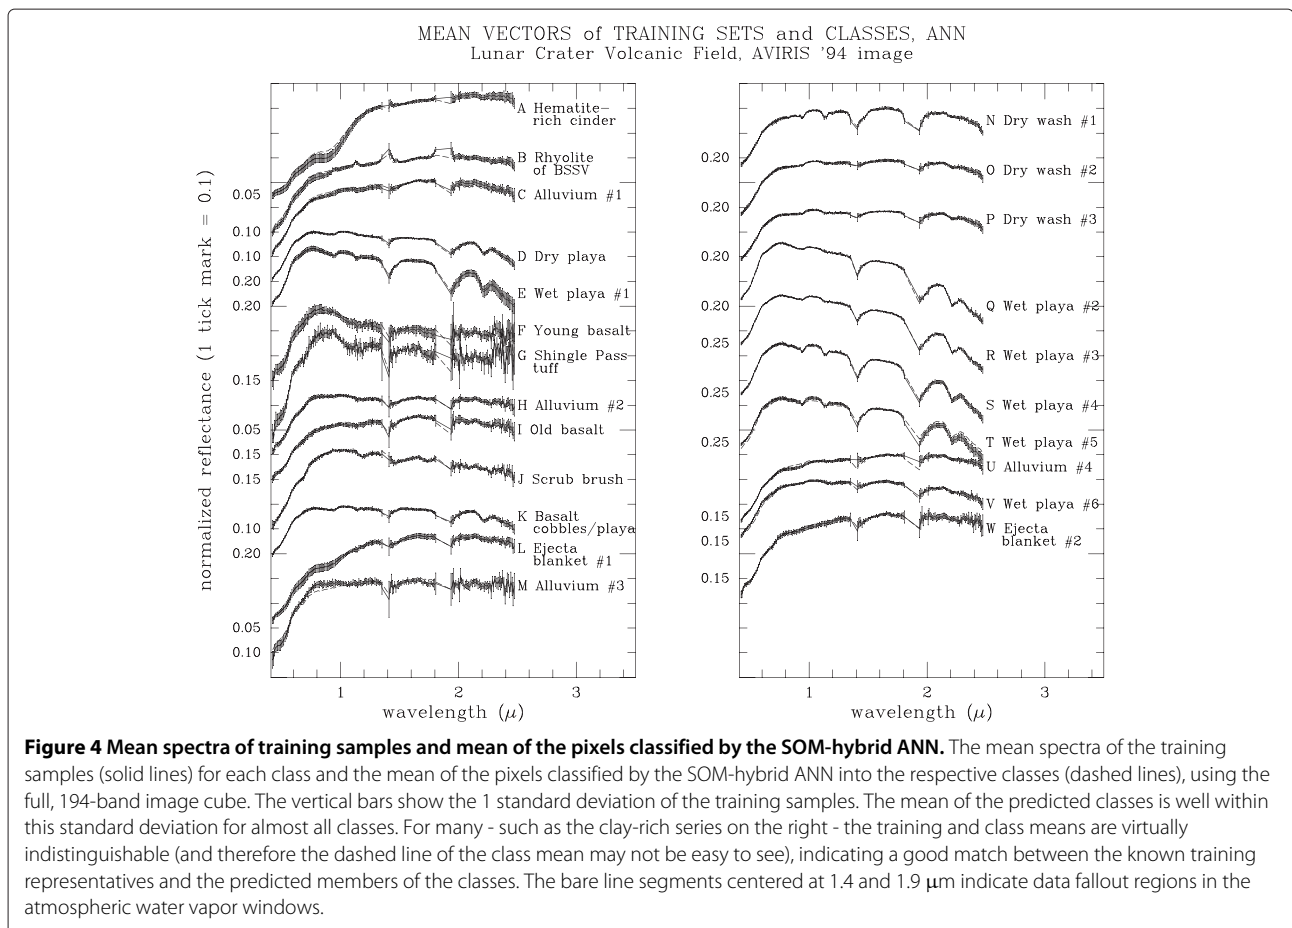 MEAN VECTORS of TRAINING SETS and CLASSES, ANN
Lunar Crater Volcanic Field, AVIRIS '94 image
normalized reflectance (1 tick mark = 0.1)
0.05
0.10
0.10
0.20
0.20
0.15
0.05
0.15
0.15
0.10
0.20
0.05
0.10
A Hematite-
rich cinder
B Rhyolite
of BSSV
C Alluvium #1
D Dry playa
E Wet playa #1
F Young basalt
G Shingle Pass
tuff
H Alluvium #2
I Old basalt
J Scrub brush
K Basalt
cobbles/playa
L Ejecta
blanket #1
M Alluvium #3
1
2
3
wavelength (μ)
0.20
0.20
0.20
0.20
0.25
0.25
0.25
0.15
0.15
0.15
N Dry wash #1
O Dry wash #2
P Dry wash #3
Q Wet playa #2
R Wet playa #3
S Wet playa #4
T Wet playa #5
U Alluvium #4
V Wet playa #6
W Ejecta
blanket #2
1
2
3
wavelength (μ)
Figure 4 Mean spectra of training samples and mean of the pixels classified by the SOM-hybrid ANN. The mean spectra of the training
samples (solid lines) for each class and the mean of the pixels classified by the SOM-hybrid ANN into the respective classes (dashed lines), using the
full, 194-band image cube. The vertical bars show the 1 standard deviation of the training samples. The mean of the predicted classes is well within
this standard deviation for almost all classes. For many - such as the clay-rich series on the right - the training and class means are virtually
indistinguishable (and therefore the dashed line of the class mean may not be easy to see), indicating a good match between the known training
representatives and the predicted members of the classes. The bare line segments centered at 1.4 and 1.9 μm indicate data fallout regions in the
atmospheric water vapor windows.